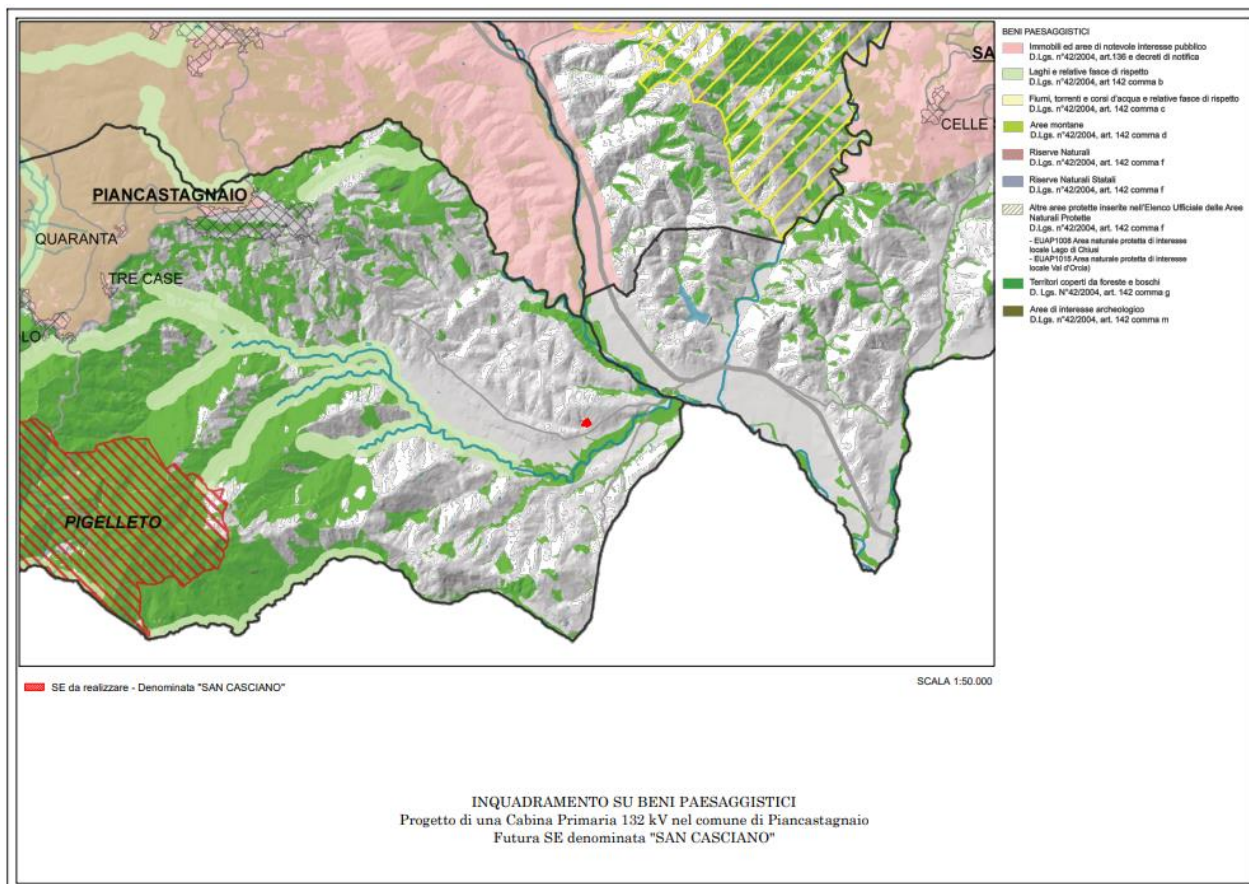 BENI PAESAGGISTICI
Immobili ed aree di notevole interesse pubblico
D.Lgs. n°42/2004, art.136 e decreti di notifica
Laghi e relative fasce di rispetto
D.Lgs. n°42/2004, art 142 comma b
Fiumi, torrenti e corsi d'acqua e relative fasce di rispetto
D.Lgs. n°42/2004, art. 142 comma c
Aree montane
D.Lgs. n°42/2004, art. 142 comma d
Riserve Naturali
D.Lgs. n°42/2004, art. 142 comma f
Riserve Naturali Statali
D.Lgs. n°42/2004, art. 142 comma f
Altre aree protette inserite nell'Elenco Ufficiale delle Aree
Naturali Protette
D.Lgs. n°42/2004, art. 142 comma f
- EUAP1008 Area naturale protetta di interesse
locale Lago di Chiusi
- EUAP1015 Area naturale protetta di interesse
locale Val d'Orcia)
Territori coperti da foreste e boschi
D. Lgs. N°42/2004, art. 142 comma g
Aree di interesse archeologico
D.Lgs. n°42/2004, art. 142 comma m
SA
CELLE
PIANCASTAGNAIO
QUARANTA
TRE CASE
LO
PIGELLETO
SE da realizzare - Denominata "SAN CASCIANO"
SCALA 1:50.000
INQUADRAMENTO SU BENI PAESAGGISTICI
Progetto di una Cabina Primaria 132 kV nel comune di Piancastagnaio
Futura SE denominata "SAN CASCIANO"